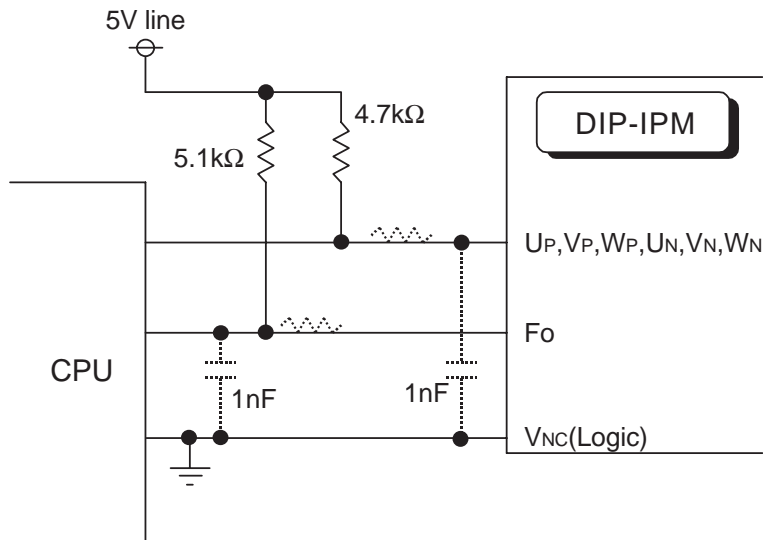 5V line
4.7kΩ
5.1kΩ
DIP-IPM
UP,VP,WP,UN,VN,WN
Fo
CPU
1nF
1nF
VNC(Logic)